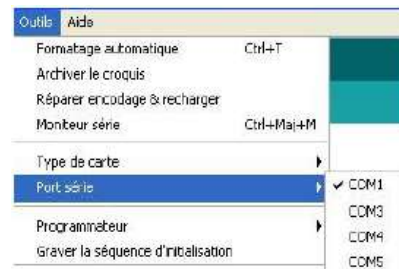 Outils Aide
Formatage automatique Ctrl+T
Archiver le croquis
Réparer encodage & recharger
Moniteur série Ctrl+Maj+M
Type de carte
Port série
COM1
COM3
Programmateur
COM4
Graver la séquence d'initialisation
COM5